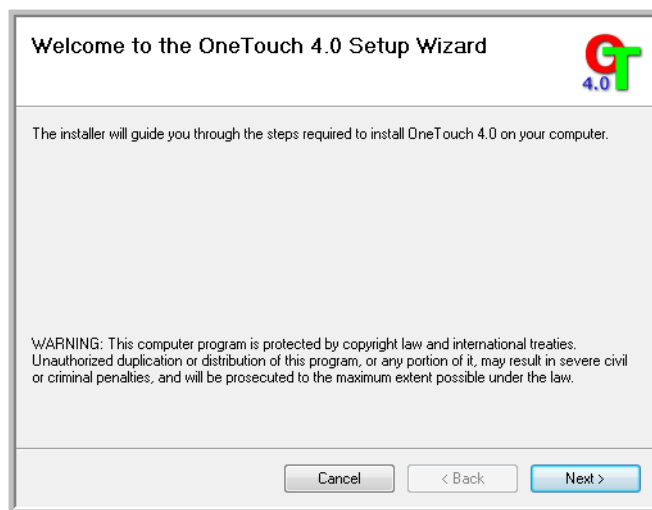 Welcome to the OneTouch 4.0 Setup Wizard
OT
4.0
The installer will guide you through the steps required to install OneTouch 4.0 on your computer.
WARNING: This computer program is protected by copyright law and international treaties.
Unauthorized duplication or distribution of this program, or any portion of it, may result in severe civil
or criminal penalties, and will be prosecuted to the maximum extent possible under the law.
Cancel
< Back
Next >